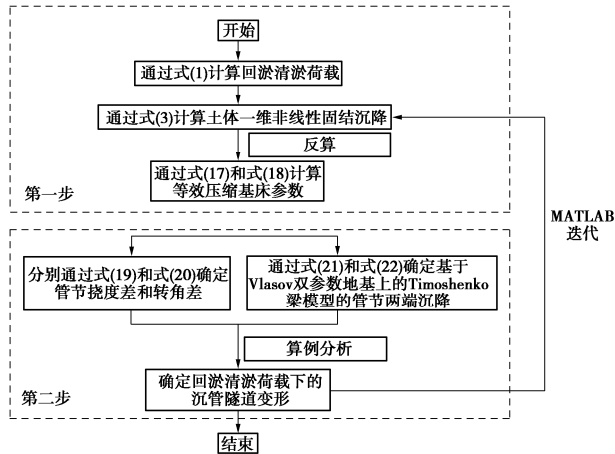 开始
通过式(1)计算回淤清淤荷载
通过式(3)计算土体一维非线性固结沉降
反算
通过(17)和式(18)计算
等效压缩基床参数
第一步
MATLAB
迭代
分别通过式(19)和式(20)确定
管节挠度差和转角差
通过式(21)和式(22)确定基于
Vlasov双参数地基上的Timoshenko
梁模型的管节两端沉降
算例分析
确定回淤清淤荷载下的
沉管隧道变形
第二步
结束